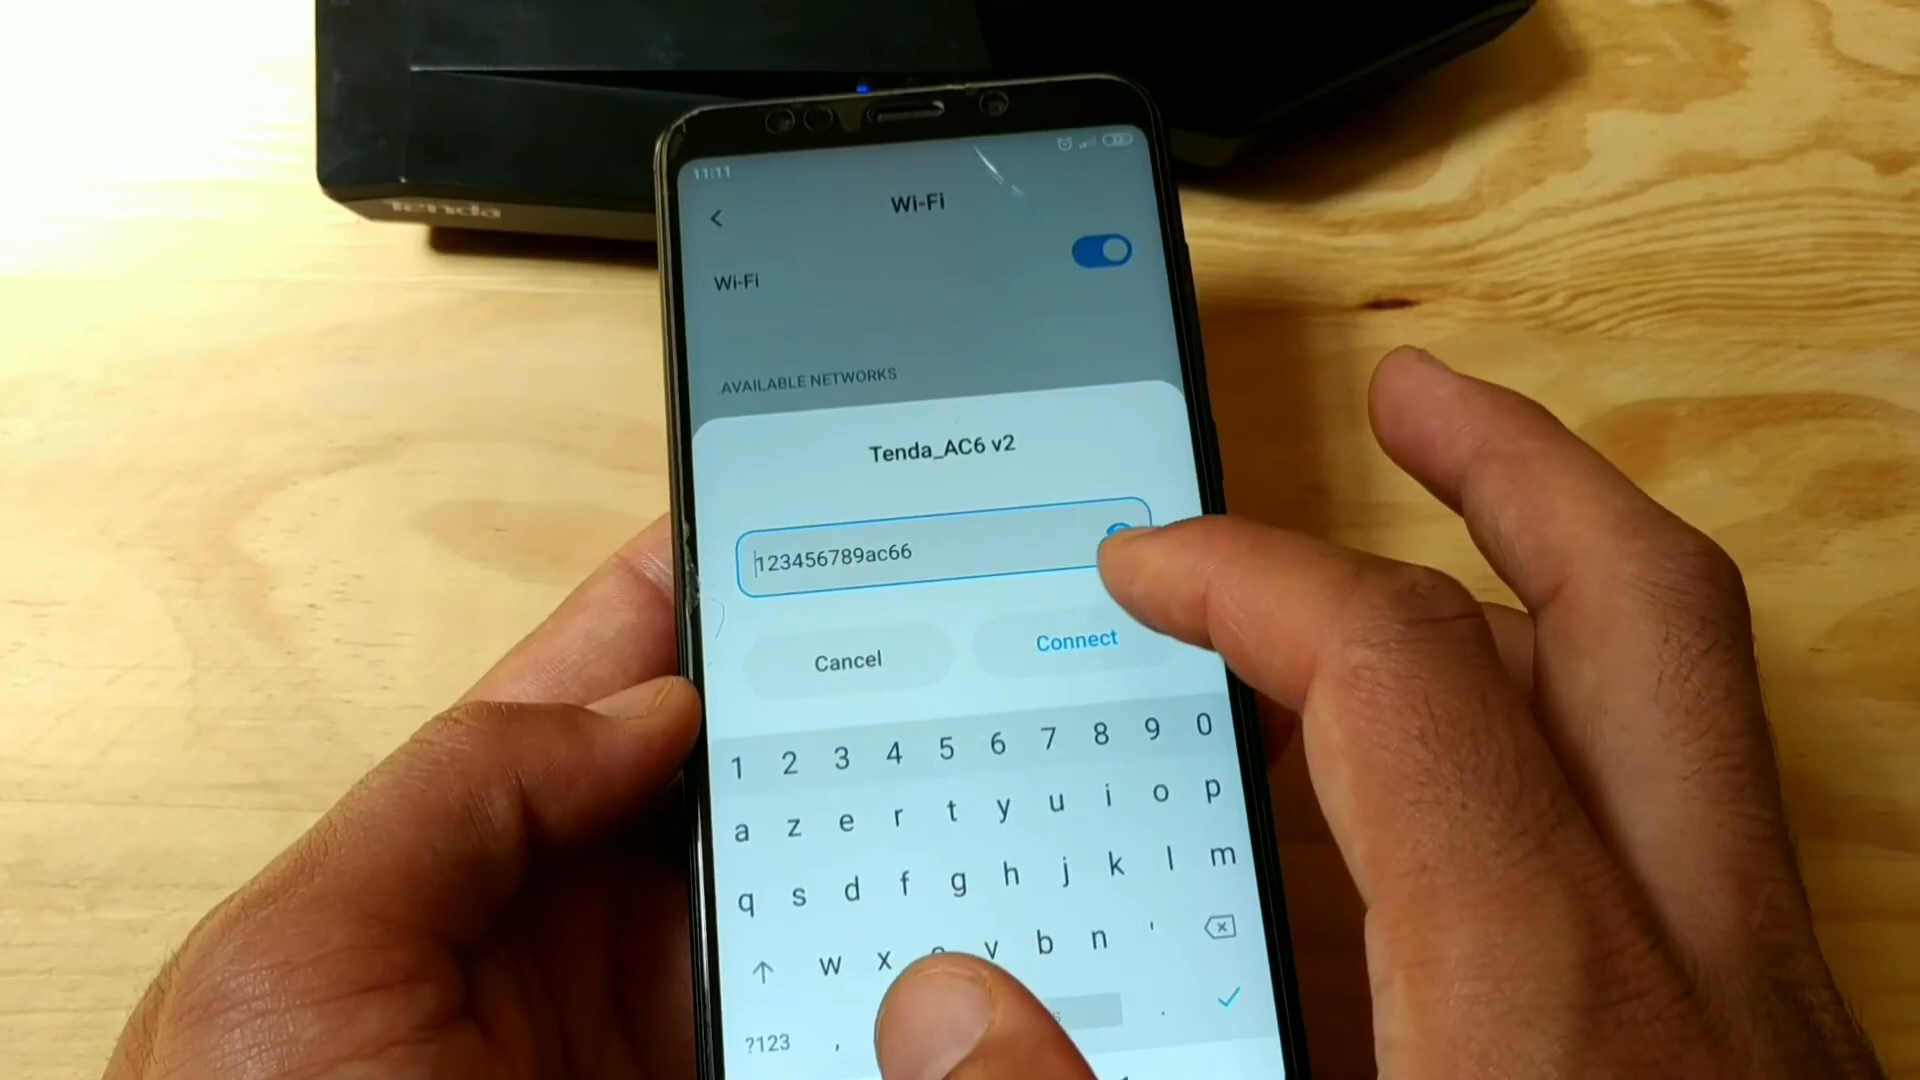 Tenda
11:11
Wi-Fi
Wi-Fi
AVAILABLE NETWORKS
Tenda_AC6 v2
123456789ac66
Cancel
Connect
1 2 3 4 5 6 7 8 9 0
a z e r t y u i o p
q s d f g h j k l m
w x v b n '
?123 , .